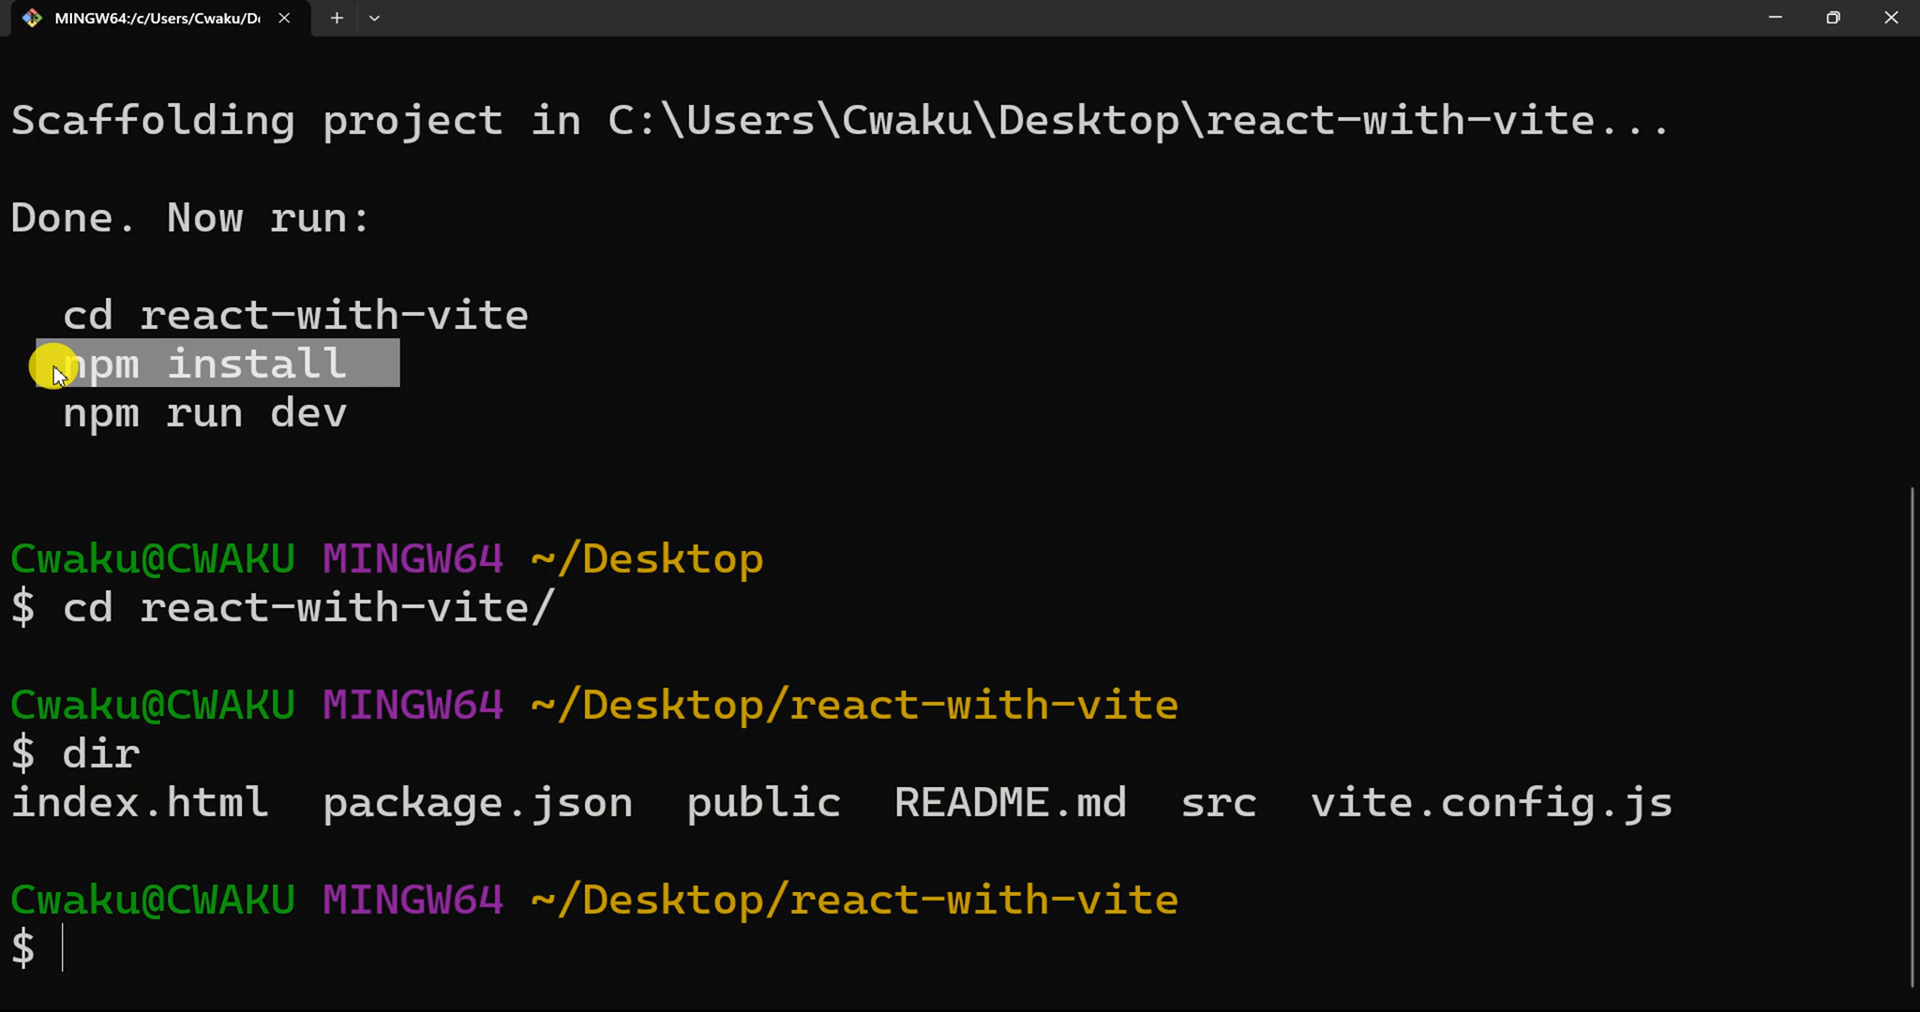 MINGW64:/c/Users/Cwaku/De
Scaffolding project in C:\Users\Cwaku\Desktop\react-with-vite...
Done. Now run:
cd react-with-vite
npm install
npm run dev
Cwaku@CWAKU MINGW64 ~/Desktop
$ cd react-with-vite/
Cwaku@CWAKU MINGW64 ~/Desktop/react-with-vite
$ dir
index.html package.json public README.md src vite.config.js
Cwaku@CWAKU MINGW64 ~/Desktop/react-with-vite
$